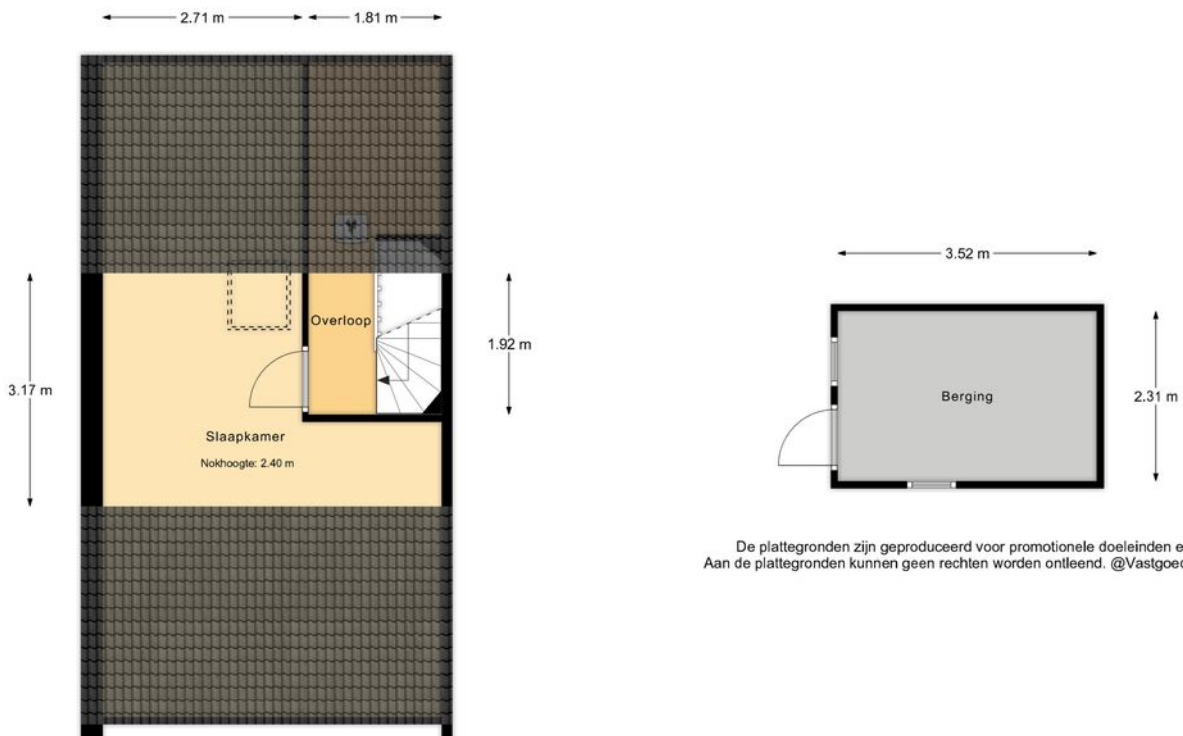 2.71 m
1.81 m
3.17 m
1.92 m
Overloop
Slaapkamer
Nokhoogte: 2.40 m
3.52 m
2.31 m
Berging
De plattegronden zijn geproduceerd voor promotionele doeleinden e
Aan de plattegronden kunnen geen rechten worden ontleend. @Vastgoed